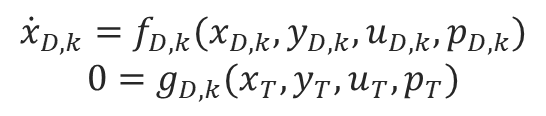 ẋ_{D,k} = f_{D,k}(x_{D,k}, y_{D,k}, u_{D,k}, p_{D,k})
0 = g_{D,k}(x_T, y_T, u_T, p_T)